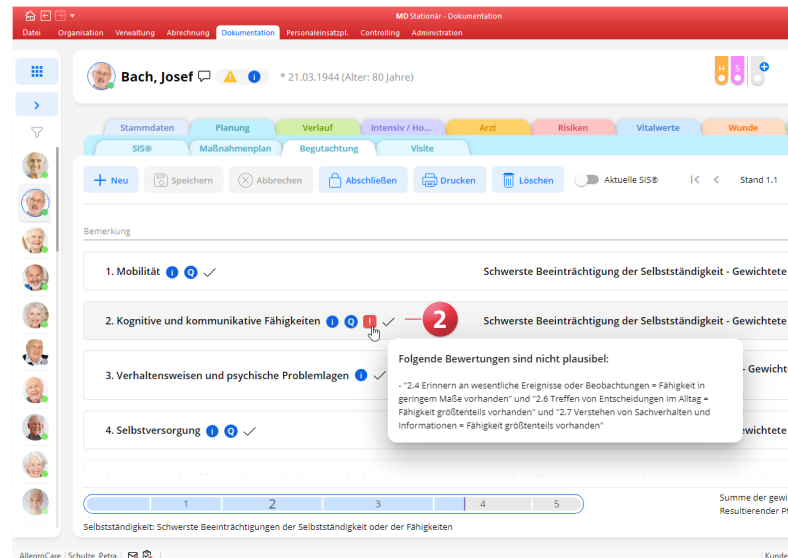 MD Stationär - Dokumentation
Datei Organisation Verwaltung Abrechnung Dokumentation Personaleinsatzpl. Controlling Administration
Bach, Josef i * 21.03.1944 (Alter: 80 Jahre)
H S
Stammdaten Planung Verlauf Intensiv / Ho... Arzt Risiken Vitalwerte Wunde
SIS® Maßnahmenplan Begutachtung Visite
Neu Speichern Abbrechen Abschließen Drucken Löschen Aktuelle SIS® Stand 1.1
Bemerkung
1. Mobilität i Q Schwerste Beeinträchtigung der Selbstständigkeit - Gewichtete
2. Kognitive und kommunikative Fähigkeiten i Q ! 2 Schwerste Beeinträchtigung der Selbstständigkeit - Gewichtete
Folgende Bewertungen sind nicht plausibel:
3. Verhaltensweisen und psychische Problemlagen i - Gewicht
- "2.4 Erinnern an wesentliche Ereignisse oder Beobachtungen = Fähigkeit in
geringem Maße vorhanden" und "2.6 Treffen von Entscheidungen im Alltag =
Fähigkeit größtenteils vorhanden" und "2.7 Verstehen von Sachverhalten und
Informationen = Fähigkeit größtenteils vorhanden"
4. Selbstversorgung i Q ewichtete
1 2 3 4 5
Summe der gewi
Resultierender Pf
Selbstständigkeit: Schwerste Beeinträchtigungen der Selbstständigkeit oder der Fähigkeiten
AllegroCare Schulze, Petra Kunde